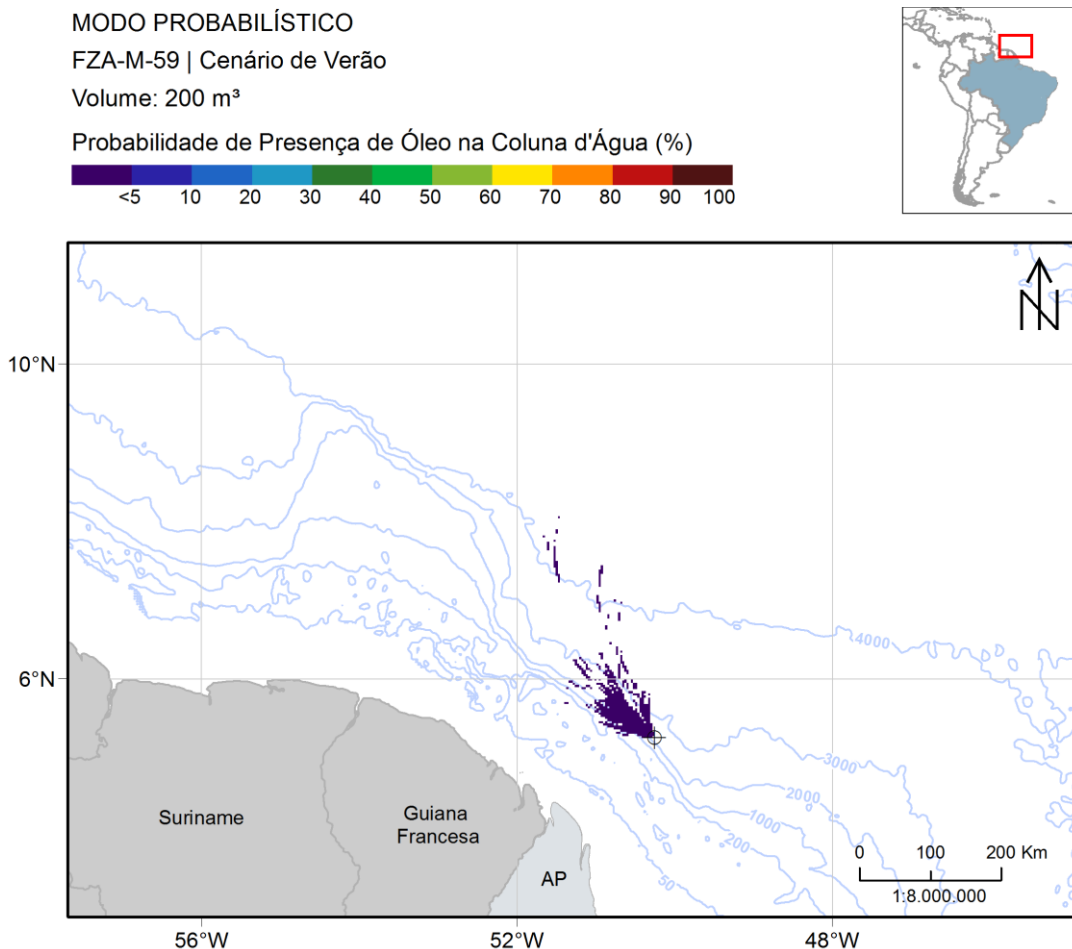 MODO PROBABILÍSTICO
FZA-M-59 | Cenário de Verão
Volume: 200 m³
Probabilidade de Presença de Óleo na Coluna d'Água (%)
<5 10 20 30 40 50 60 70 80 90 100
N
10°N
6°N
4000
3000
2000
1000
200
50
Suriname
Guiana
Francesa
AP
0 100 200 Km
1:8.000.000
56°W 52°W 48°W